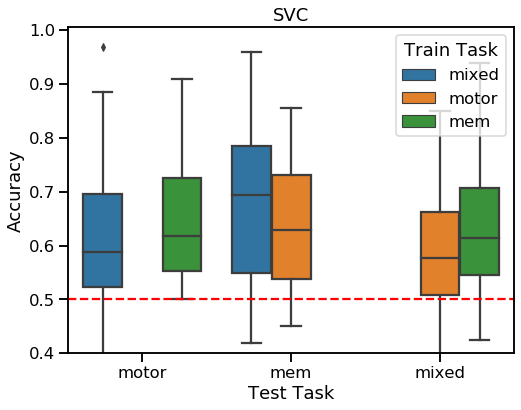 SVC
Accuracy
1.0
0.9
0.8
0.7
0.6
0.5
0.4
Train Task
mixed
motor
mem
motor mem mixed
Test Task